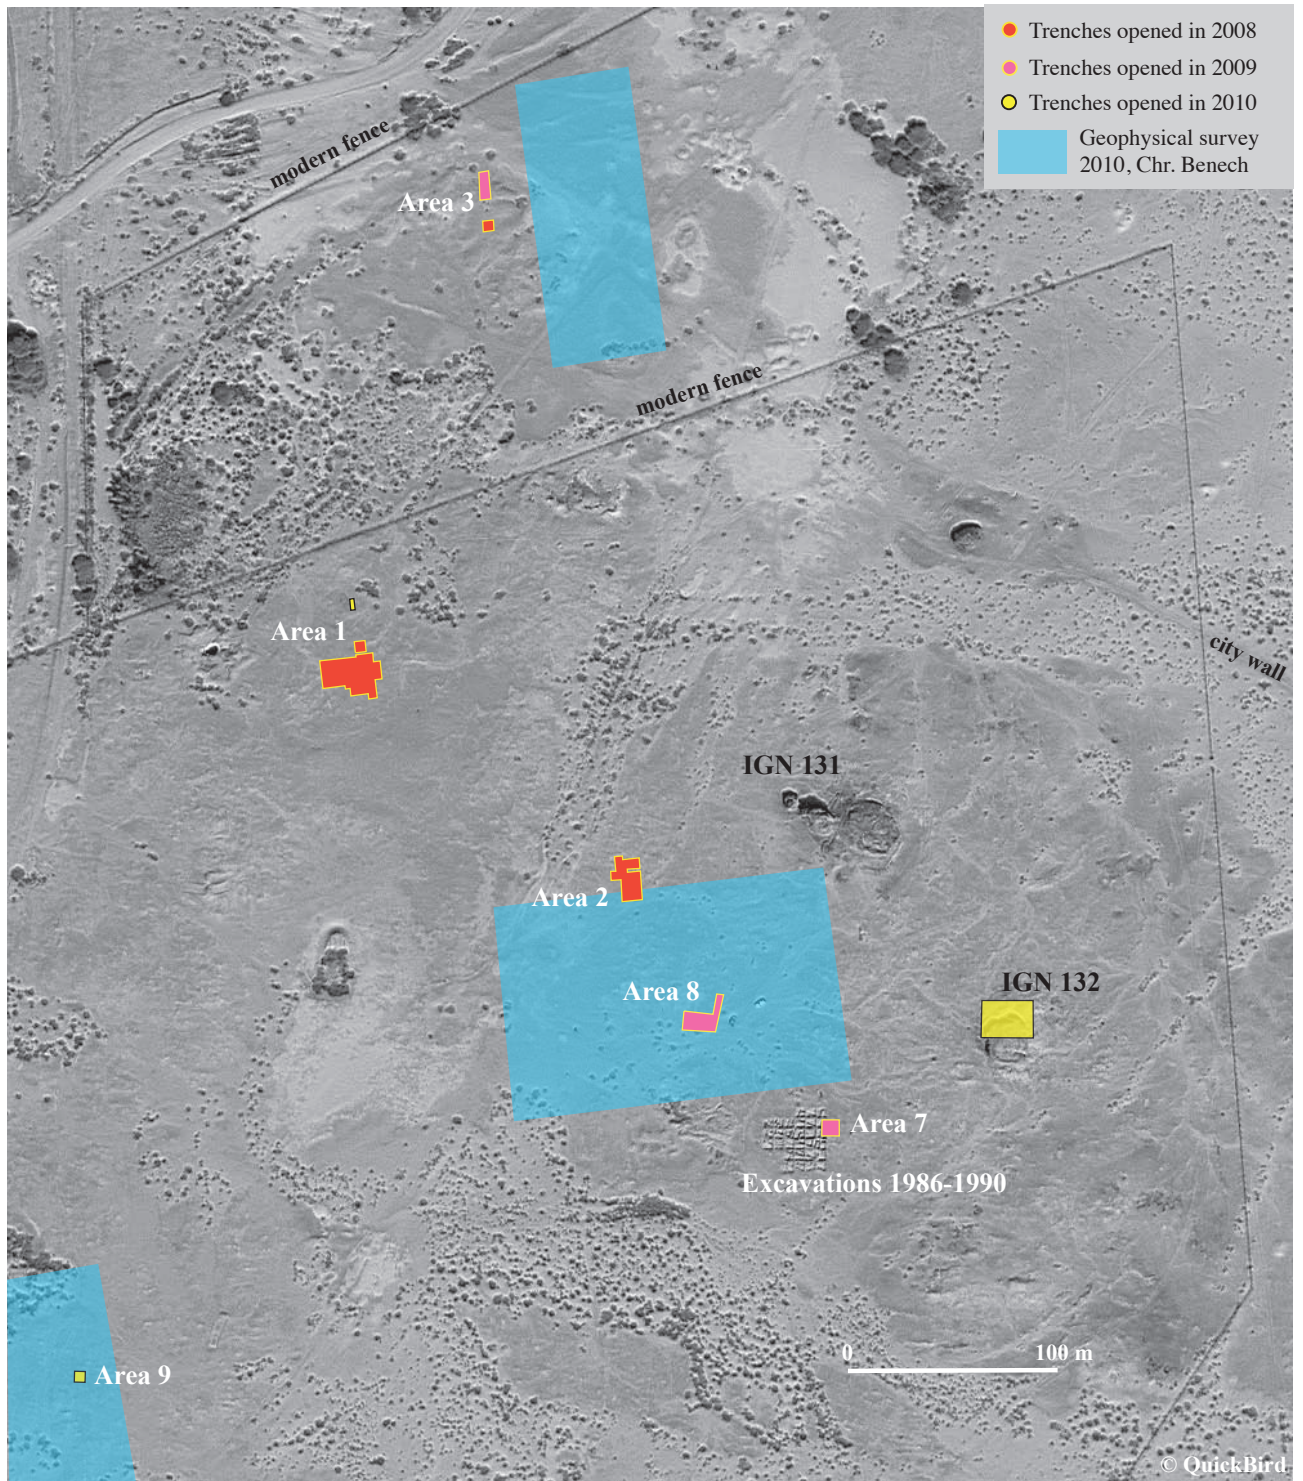 Trenches opened in 2008
Trenches opened in 2009
Trenches opened in 2010
Geophysical survey
2010, Chr. Benech
modern fence
Area 3
modern fence
Area 1
city wall
IGN 131
Area 2
IGN 132
Area 8
Area 7
Excavations 1986-1990
0 100 m
Area 9
© QuickBird